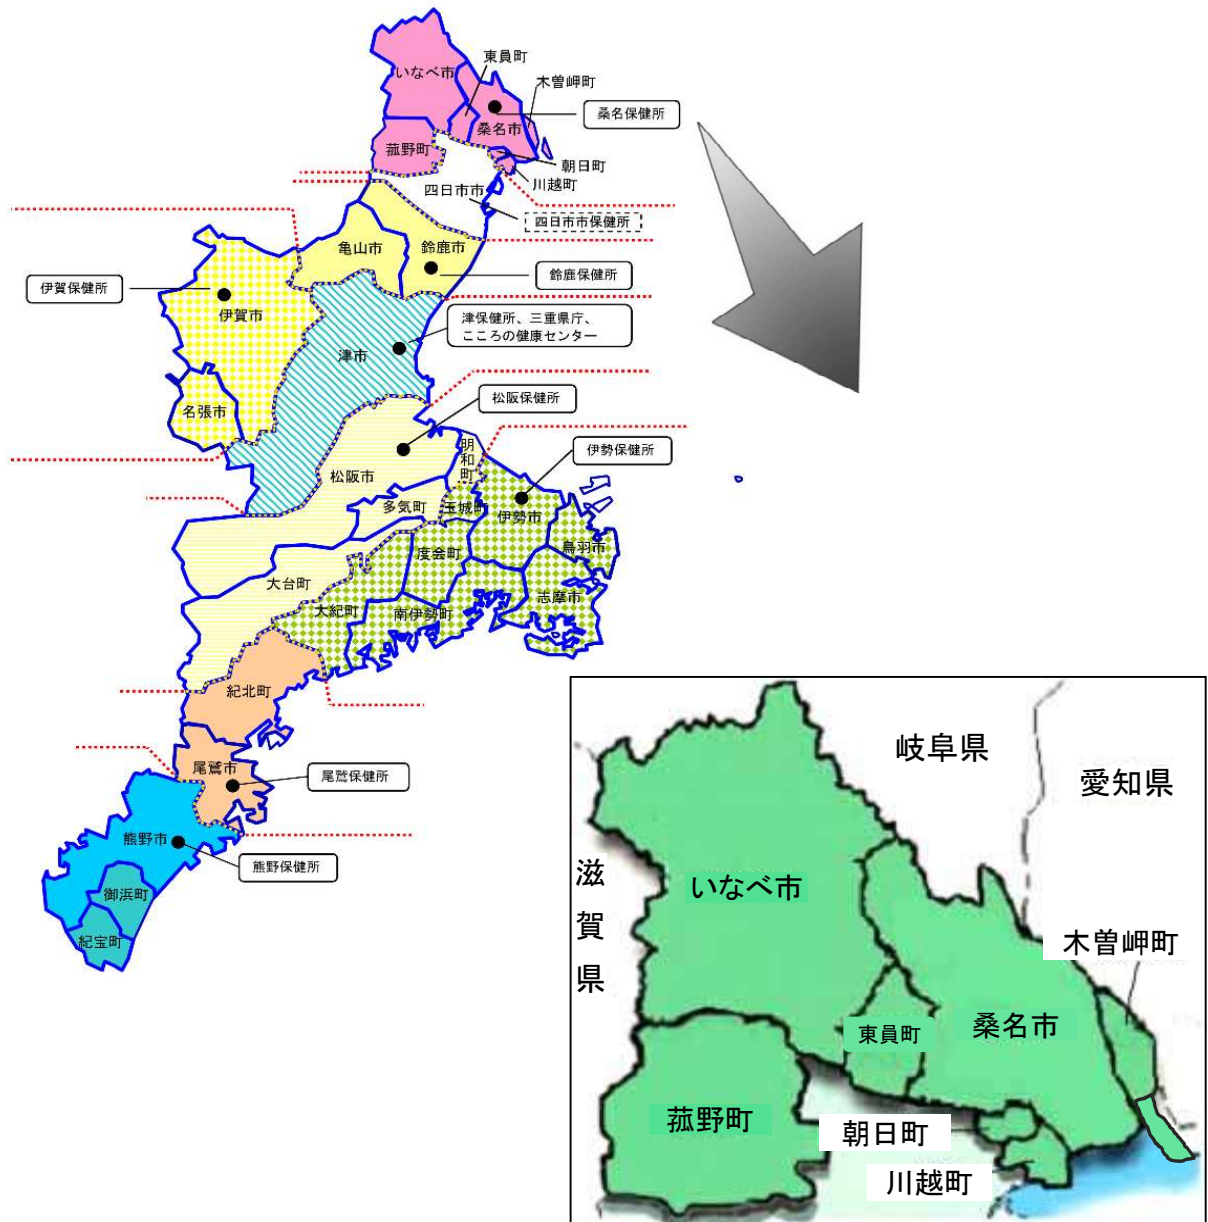 東員町
いなべ市
木曽岬町
桑名保健所
桑名市
菰野町
朝日町
川越町
四日市市
四日市市保健所
亀山市
鈴鹿市
鈴鹿保健所
伊賀保健所
伊賀市
津保健所、三重県庁、
こころの健康センター
津市
松阪保健所
名張市
明和町
伊勢保健所
松阪市
多気町
玉城町
伊勢市
鳥羽市
度会町
大台町
志摩市
大紀町
南伊勢町
紀北町
尾鷲市
尾鷲保健所
熊野市
熊野保健所
御浜町
紀宝町
岐阜県
愛知県
滋賀県
いなべ市
木曽岬町
東員町
桑名市
菰野町
朝日町
川越町